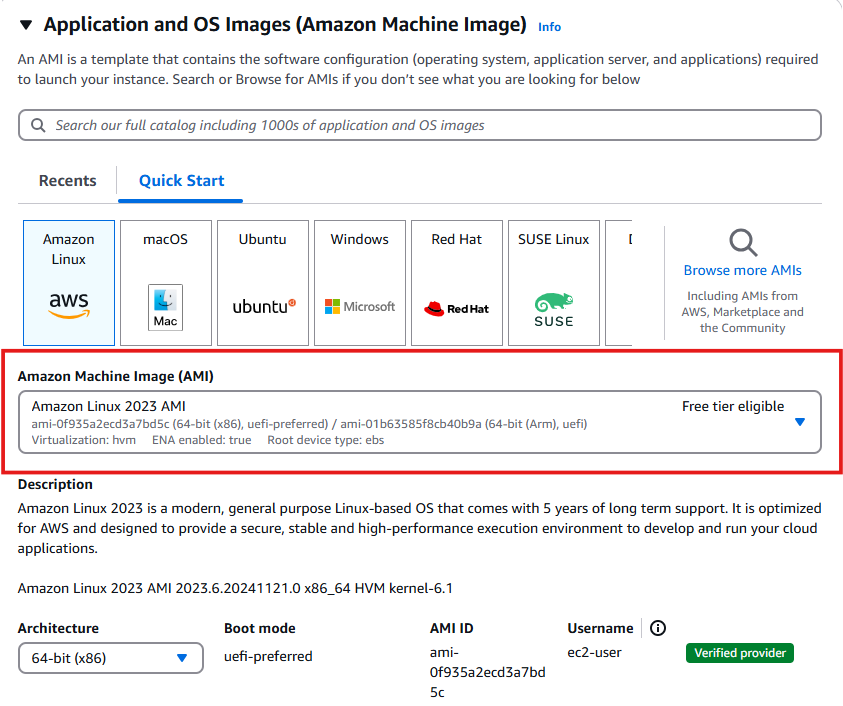 Application and OS Images (Amazon Machine Image) Info
An AMI is a template that contains the software configuration (operating system, application server, and applications) required
to launch your instance. Search or Browse for AMIs if you don't see what you are looking for below
Search our full catalog including 1000s of application and OS images
Recents
Quick Start
Amazon
Linux
aws
macOS
Mac
Ubuntu
ubuntu
Windows
Microsoft
Red Hat
Red Hat
SUSE Linux
SUSE
Browse more AMIs
Including AMIs from
AWS, Marketplace and
the Community
Amazon Machine Image (AMI)
Amazon Linux 2023 AMI
Free tier eligible
ami-0f935a2ecd3a7bd5c (64-bit (x86), uefi-preferred) / ami-01b63585f8cb40b9a (64-bit (Arm), uefi)
Virtualization: hvm ENA enabled: true Root device type: ebs
Description
Amazon Linux 2023 is a modern, general purpose Linux-based OS that comes with 5 years of long term support. It is optimized
for AWS and designed to provide a secure, stable and high-performance execution environment to develop and run your cloud
applications.
Amazon Linux 2023 AMI 2023.6.20241121.0 x86_64 HVM kernel-6.1
Architecture
64-bit (x86)
Boot mode
uefi-preferred
AMI ID
ami-
0f935a2ecd3a7bd
5c
Username
ec2-user
Verified provider